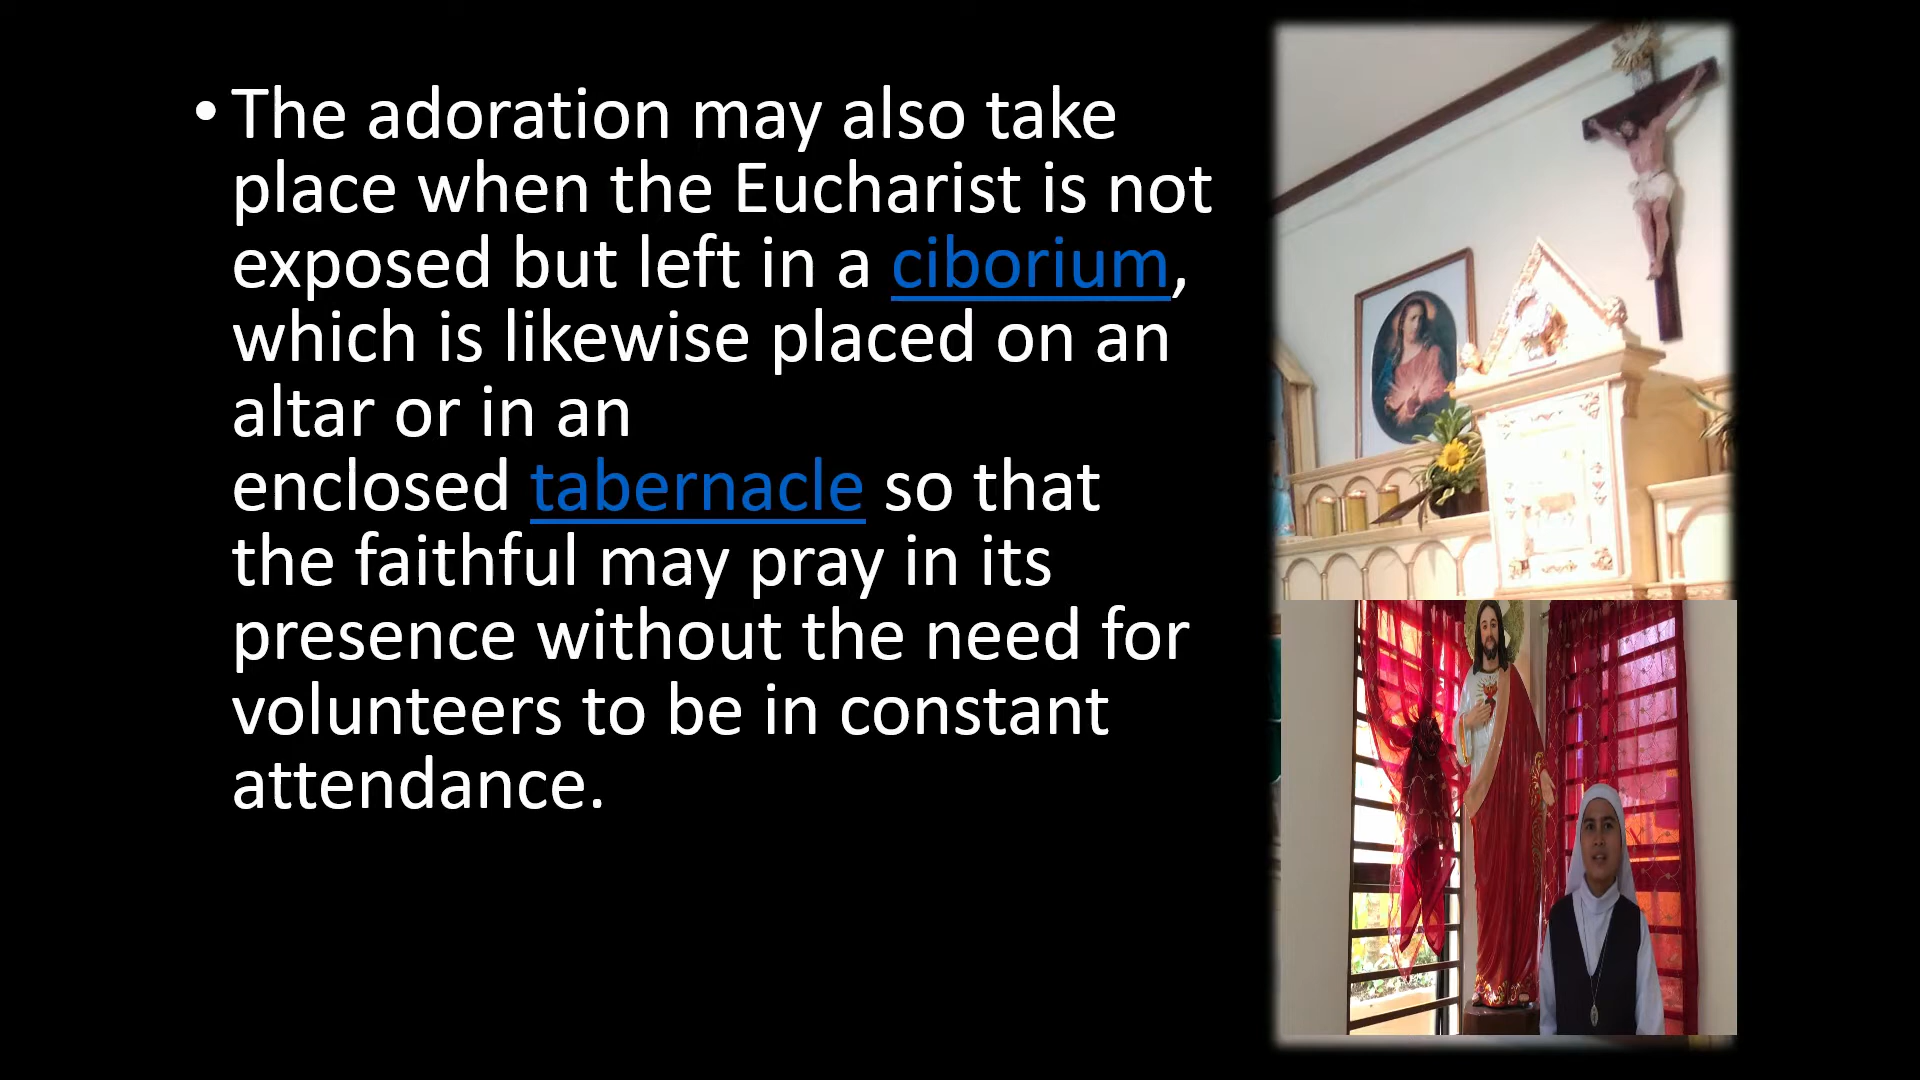 • The adoration may also take
place when the Eucharist is not
exposed but left in a ciborium,
which is likewise placed on an
altar or in an
enclosed tabernacle so that
the faithful may pray in its
presence without the need for
volunteers to be in constant
attendance.